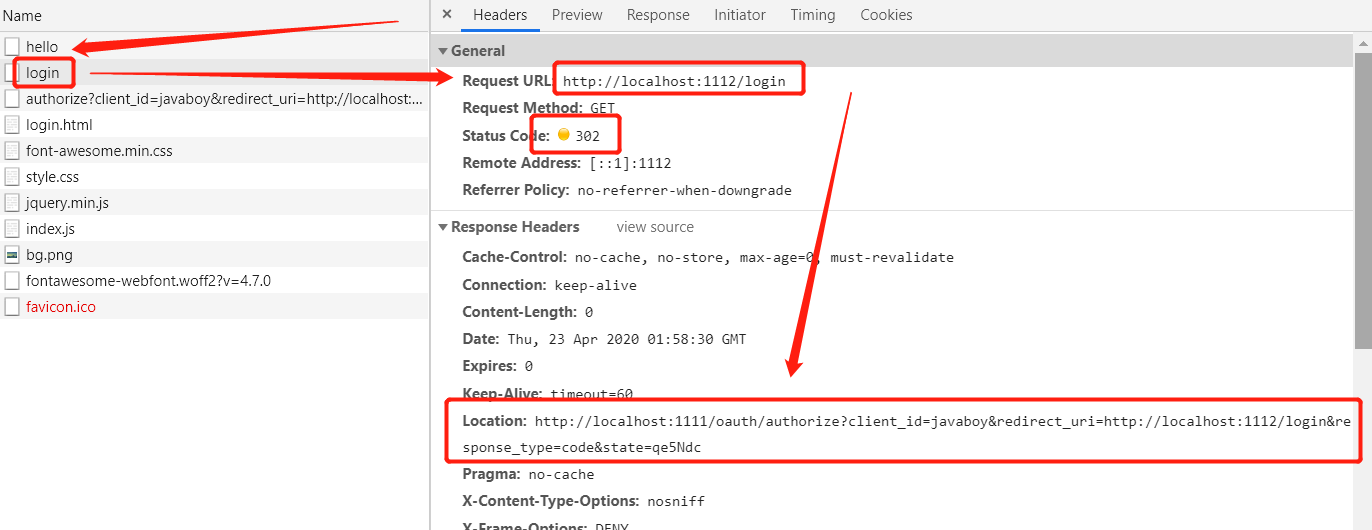 Name
hello
login
authorize?client_id=javaboy&redirect_uri=http://localhost:...
login.html
font-awesome.min.css
style.css
jquery.min.js
index.js
bg.png
fontawesome-webfont.woff2?v=4.7.0
favicon.ico
× Headers Preview Response Initiator Timing Cookies
General
Request URL: http://localhost:1112/login
Request Method: GET
Status Code: 302
Remote Address: [::1]:1112
Referrer Policy: no-referrer-when-downgrade
Response Headers view source
Cache-Control: no-cache, no-store, max-age=0, must-revalidate
Connection: keep-alive
Content-Length: 0
Date: Thu, 23 Apr 2020 01:58:30 GMT
Expires: 0
Keep-Alive: timeout=60
Location: http://localhost:1111/oauth/authorize?client_id=javaboy&redirect_uri=http://localhost:1112/login&re
sponse_type=code&state=qe5Ndc
Pragma: no-cache
X-Content-Type-Options: nosniff
X-Frame-Options: DENY